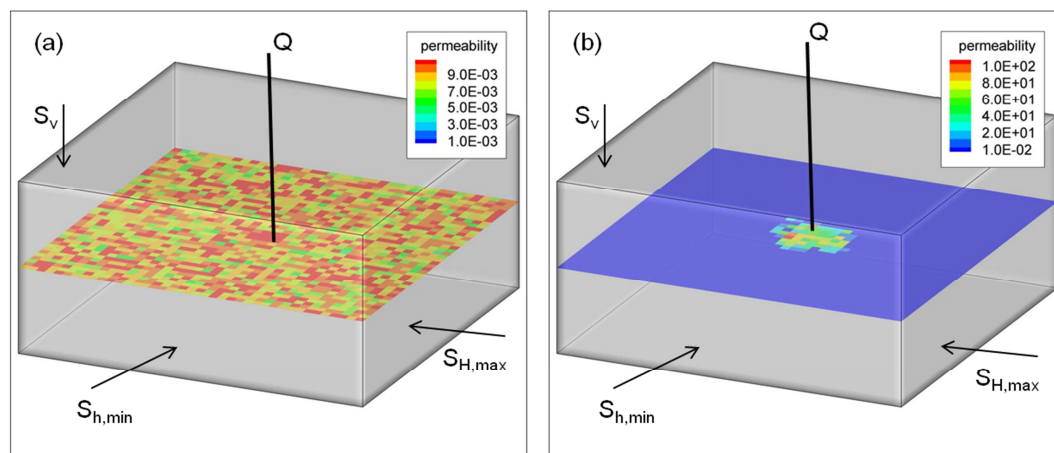 (a)
Q
permeability
9.0E-03
7.0E-03
5.0E-03
3.0E-03
1.0E-03
Sv
SH,max
Sh,min
(b)
Q
permeability
1.0E+02
8.0E+01
6.0E+01
4.0E+01
2.0E+01
1.0E-02
Sv
SH,max
Sh,min